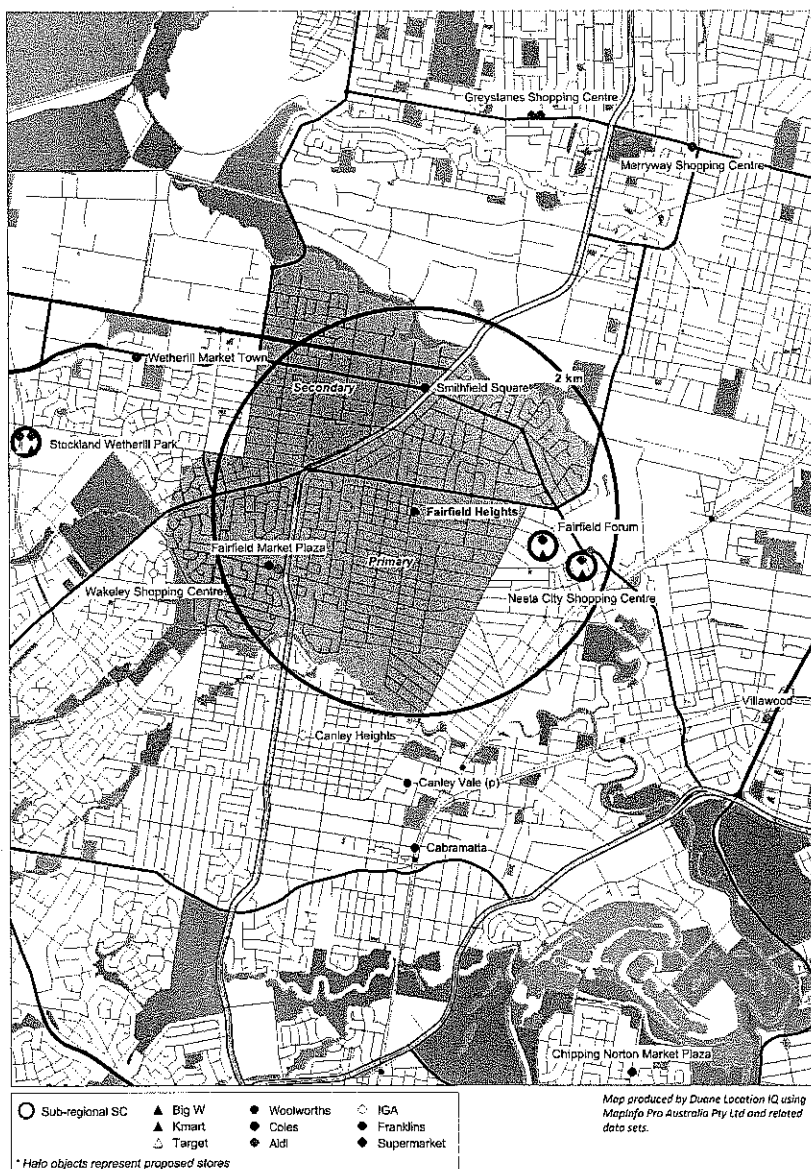 Greystanes Shopping Centre
Merryway Shopping Centre
Wetherill Market Town
Secondary
Smithfield Square
2 km
Stockland Wetherill Park
Fairfield Heights
Fairfield Forum
Fairfield Market Plaza
Primary
Wakeley Shopping Centre
Neeta City Shopping Centre
Villawood
Canley Heights
Canley Vale (p)
Cabramatta
Chipping Norton Market Plaza
Sub-regional SC
Big W
Kmart
Target
Woolworths
Coles
Aldi
IGA
Franklins
Supermarket
* Halo objects represent proposed stores
Map produced by Duane Location IQ using
MapInfo Pro Australia Pty Ltd and related
data sets.